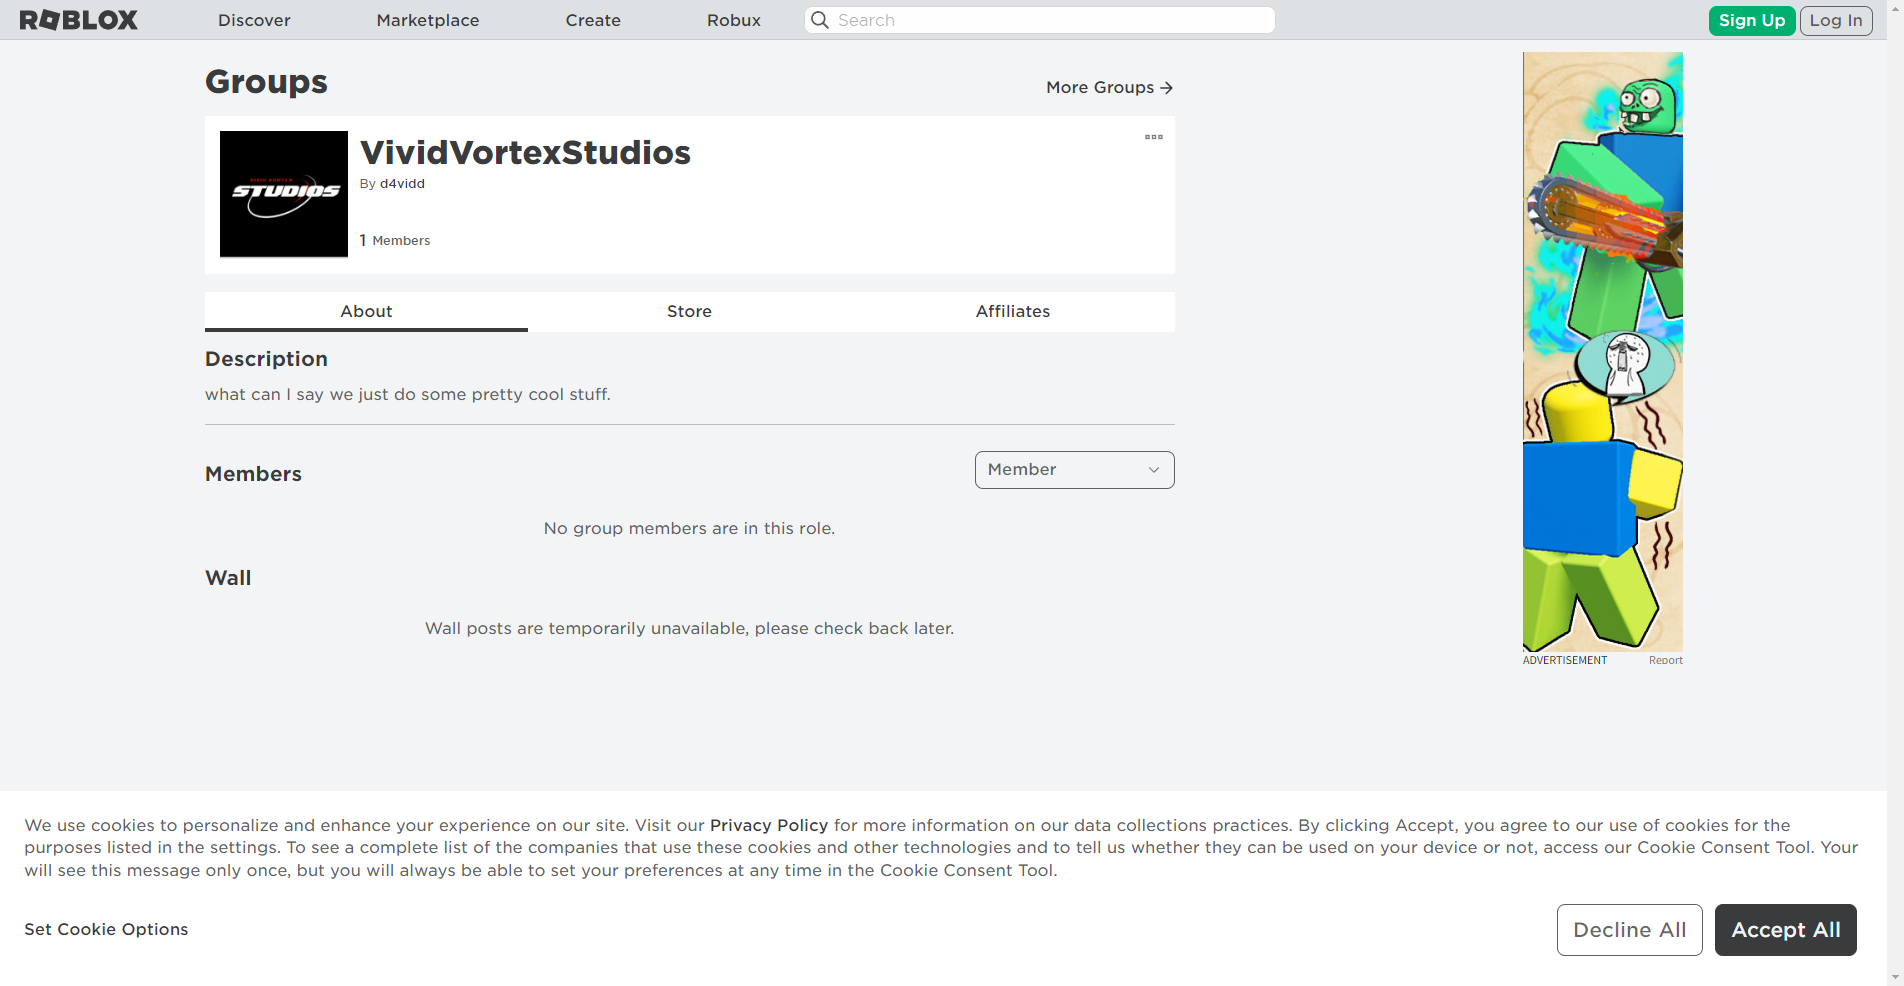 ROBLOX
Discover
Marketplace
Create
Robux
Search
Sign Up
Log In
Groups
More Groups
VIVID VORTEX
STUDIOS
VividVortexStudios
By d4vidd
1 Members
About
Store
Affiliates
Description
what can I say we just do some pretty cool stuff.
Members
Member
No group members are in this role.
Wall
Wall posts are temporarily unavailable, please check back later.
ADVERTISEMENT
Report
We use cookies to personalize and enhance your experience on our site. Visit our Privacy Policy for more information on our data collections practices. By clicking Accept, you agree to our use of cookies for the
purposes listed in the settings. To see a complete list of the companies that use these cookies and other technologies and to tell us whether they can be used on your device or not, access our Cookie Consent Tool. Your
will see this message only once, but you will always be able to set your preferences at any time in the Cookie Consent Tool.
Set Cookie Options
Decline All
Accept All